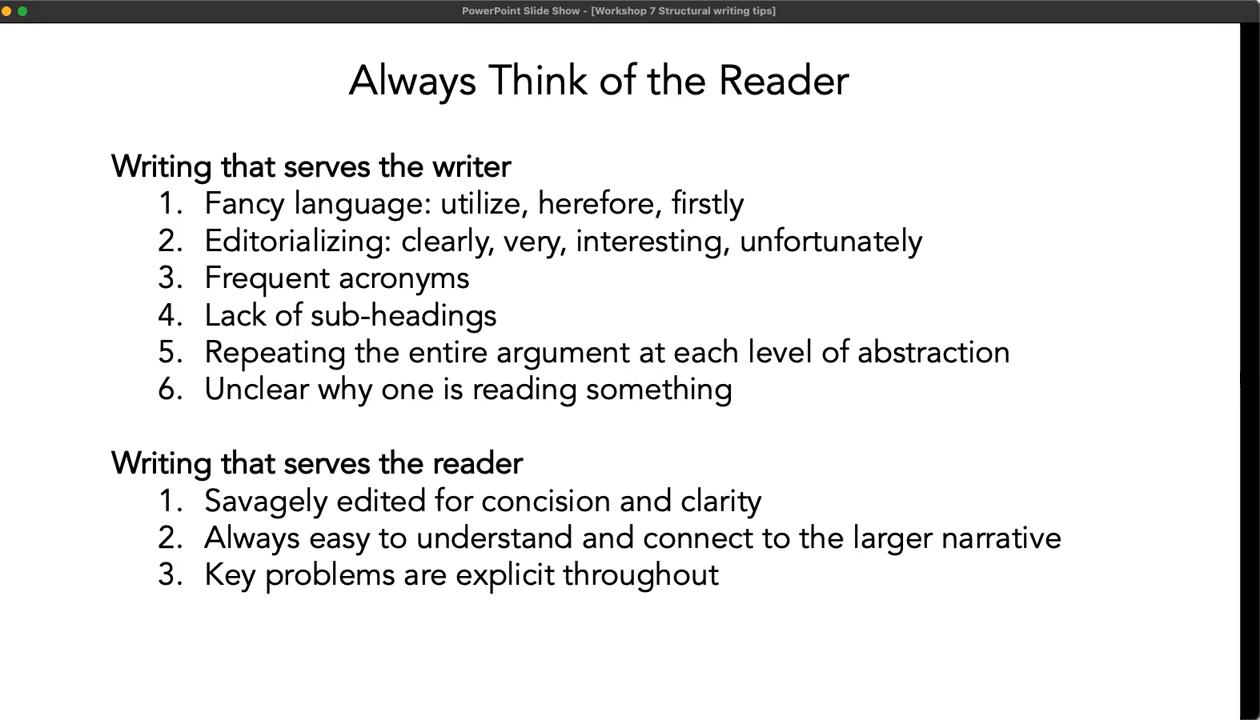 PowerPoint Slide Show - [Workshop 7 Structural writing tips]
Always Think of the Reader
Writing that serves the writer
1. Fancy language: utilize, herefore, firstly
2. Editorializing: clearly, very, interesting, unfortunately
3. Frequent acronyms
4. Lack of sub-headings
5. Repeating the entire argument at each level of abstraction
6. Unclear why one is reading something
Writing that serves the reader
1. Savagely edited for concision and clarity
2. Always easy to understand and connect to the larger narrative
3. Key problems are explicit throughout